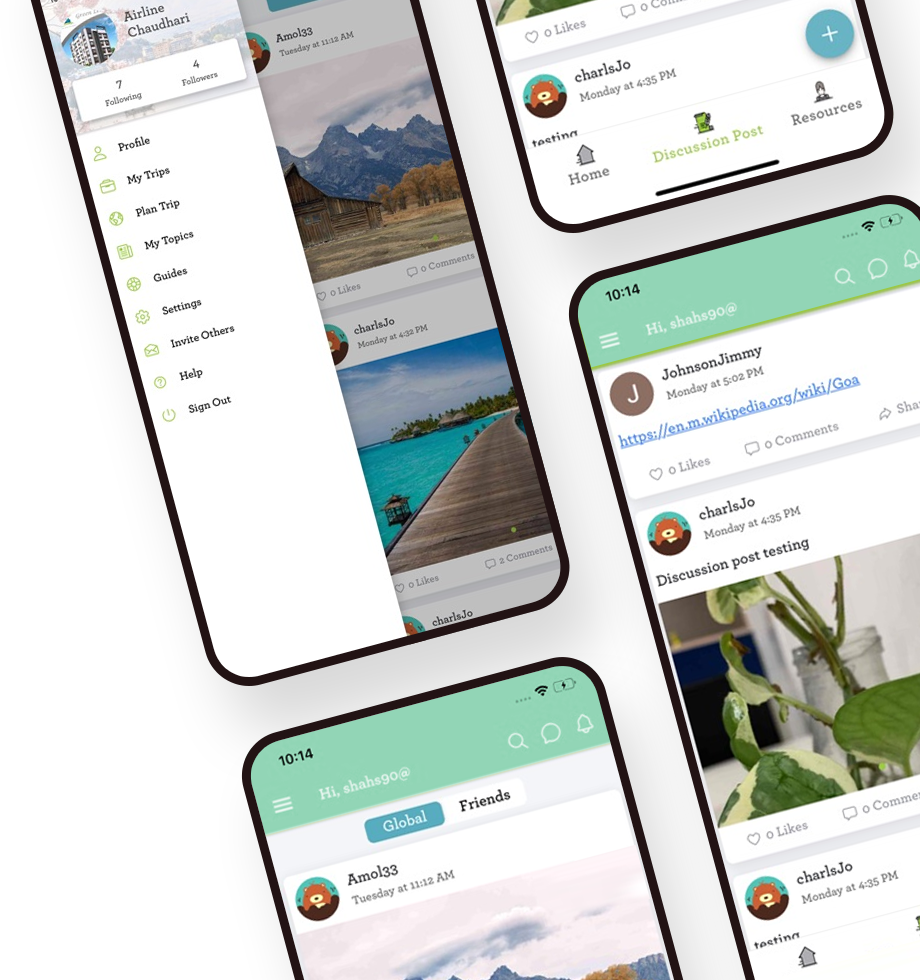 Airline
Chaudhari
7
Following
4
Followers
Profile
My Trips
Plan Trip
My Topics
Guides
Settings
Invite Others
Help
Sign Out
Amol33
Tuesday at 11:12 AM
0 Likes
0 Comments
charlsJo
Monday at 4:32 PM
0 Likes
2 Comments
charlsJo
0 Likes
0 Com
charlsJo
Monday at 4:35 PM
testing
+
Home
Discussion Post
Resources
10:14
Hi, shahs90@
J
JohnsonJimmy
Monday at 5:02 PM
https://en.m.wikipedia.org/wiki/Goa
0 Likes
0 Comments
Shar
charlsJo
Monday at 4:35 PM
Discussion post testing
0 Likes
0 Comme
charlsJo
Monday at 4:35 PM
testing
10:14
Hi, shahs90@
Global
Friends
Amol33
Tuesday at 11:12 AM